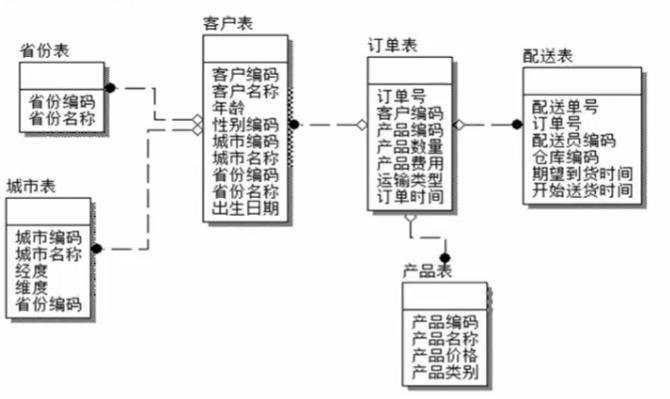 省份表
省份编码
省份名称
城市表
城市编码
城市名称
经度
维度
省份编码
客户表
客户编码
客户名称
年龄
性别编码
城市编码
城市名称
省份编码
省份名称
出生日期
订单表
订单号
客户编码
产品编码
产品数量
产品费用
运输类型
订单时间
产品表
产品编码
产品名称
产品价格
产品类别
配送表
配送单号
订单号
配送员编码
仓库编码
期望到货时间
开始送货时间